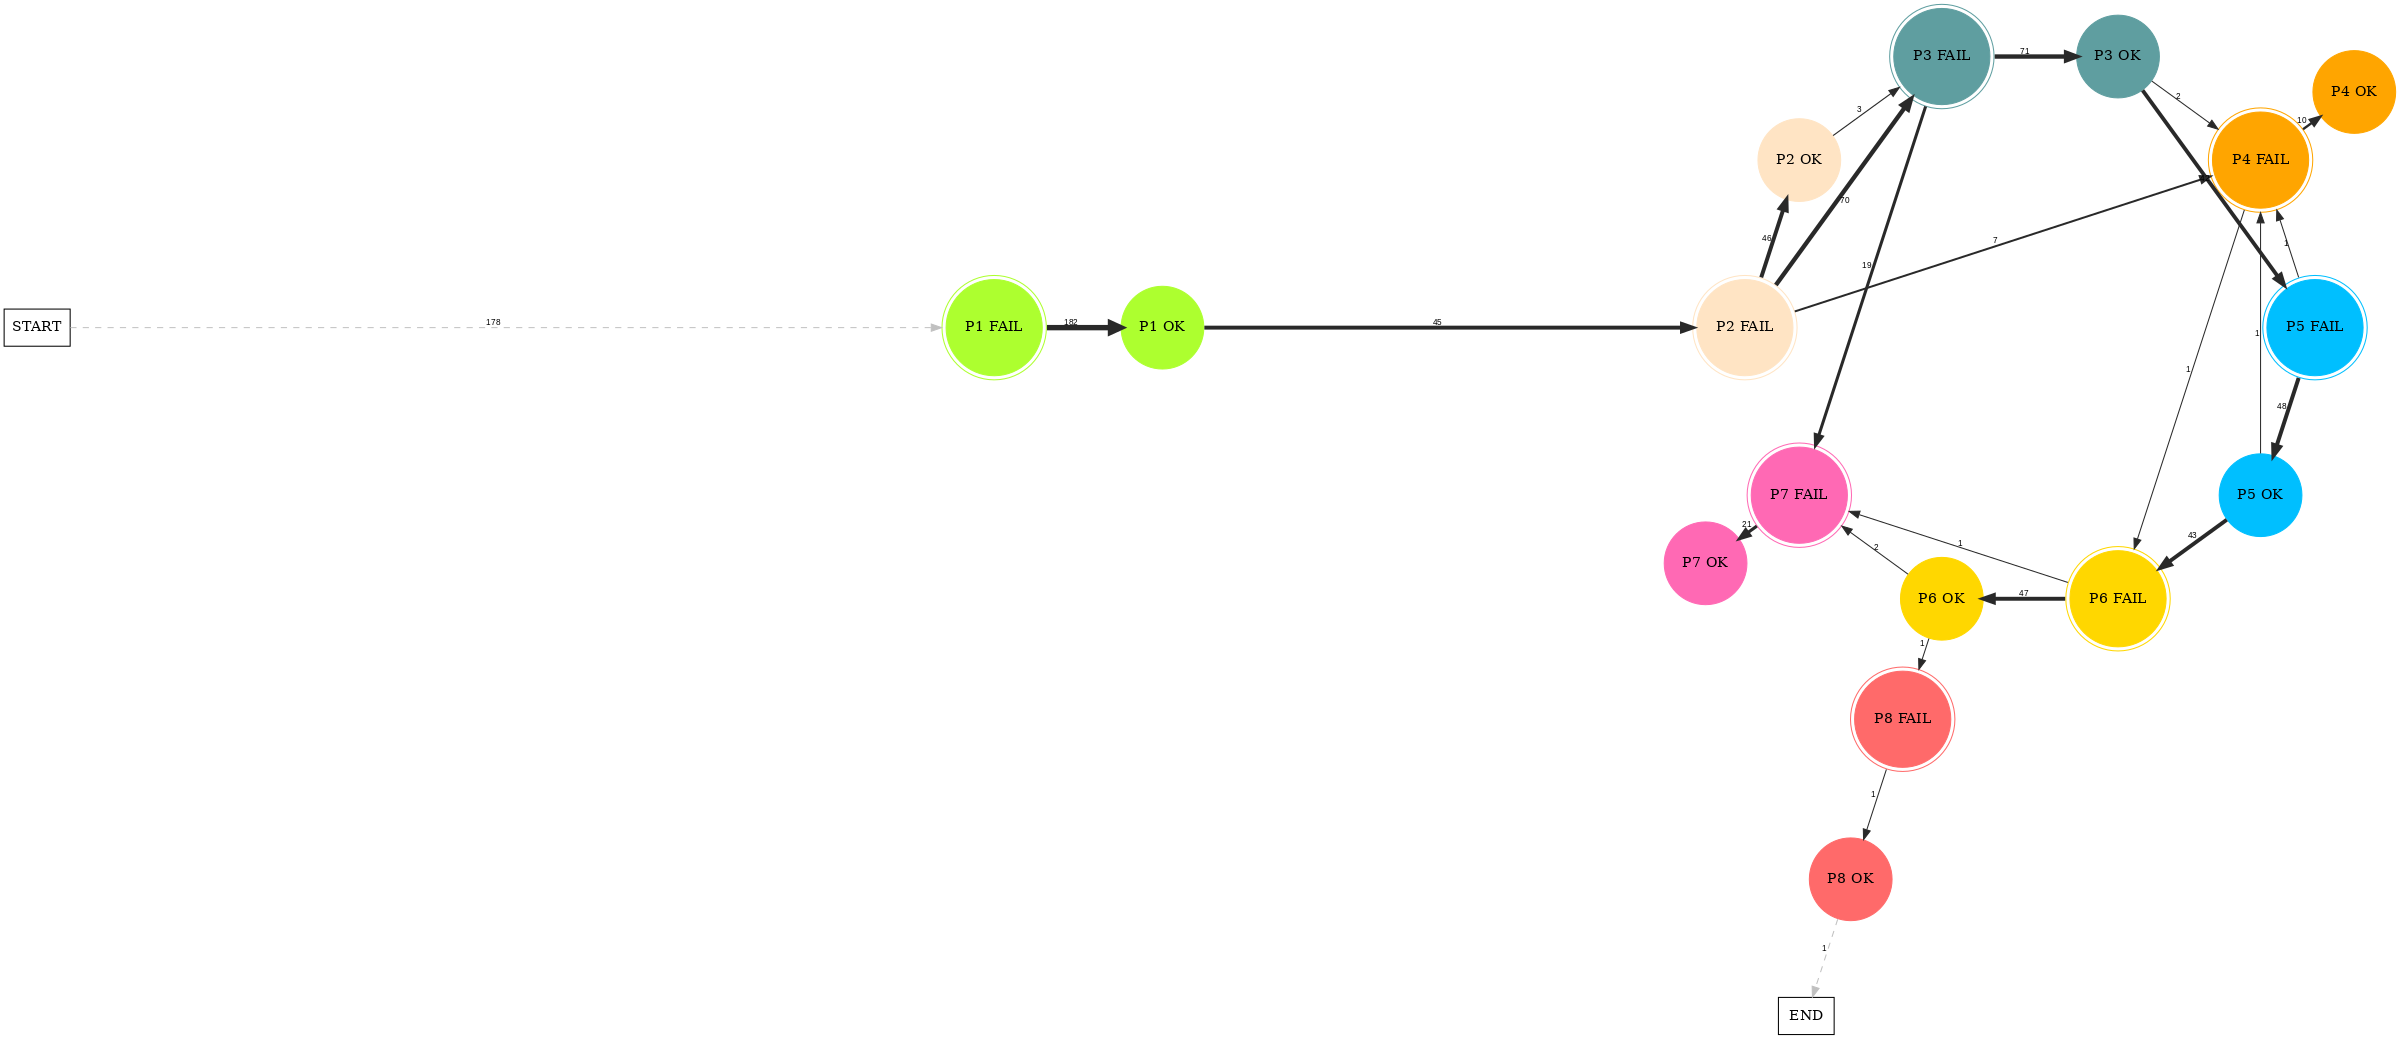 P3 FAIL
71
P3 OK
P4 OK
2
3
10
P2 OK
P4 FAIL
70
46
7
1
19
START
178
P1 FAIL
182
P1 OK
45
P2 FAIL
P5 FAIL
1
1
48
P7 FAIL
P5 OK
21
43
2
1
P7 OK
P6 OK
47
P6 FAIL
1
P8 FAIL
1
P8 OK
1
END